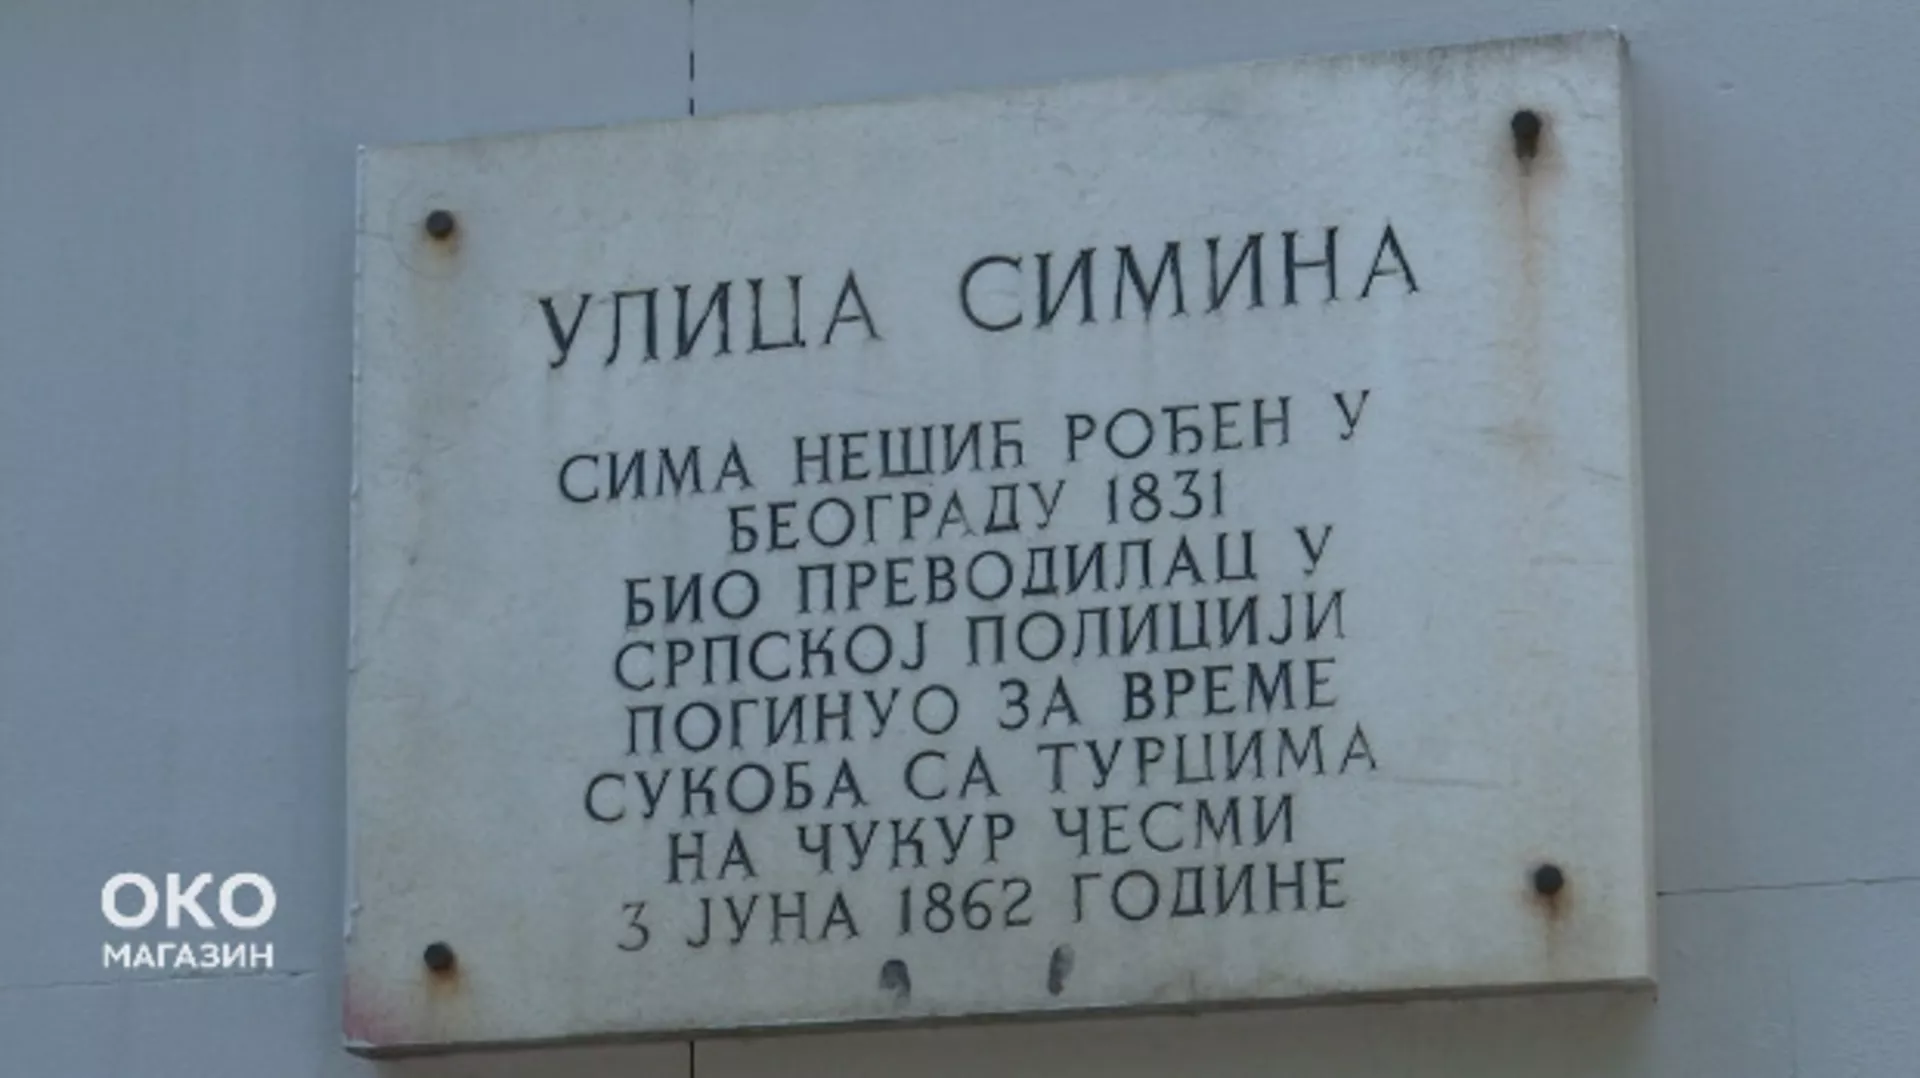 УЛИЦА СИМИНА
СИМА НЕШИЋ РОЂЕН У
БЕОГРАДУ 1831
БИО ПРЕВОДИЛАЦ У
СРПСКОЈ ПОЛИЦИЈИ
ПОГИНУО ЗА ВРЕМЕ
СУКОБА СА ТУРЦИМА
НА ЧУКУР ЧЕСМИ
3 ЈУНА 1862 ГОДИНЕ
ОКО
МАГАЗИН